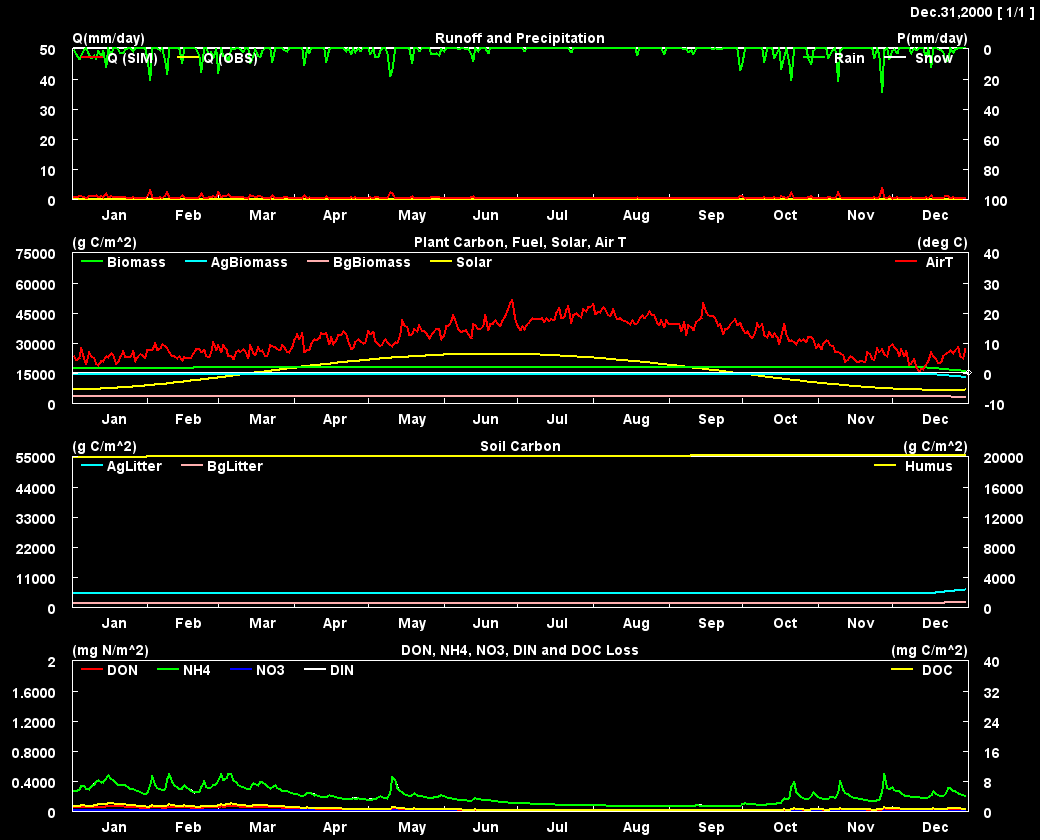 Dec.31,2000 [ 1/1 ]
Q(mm/day) Runoff and Precipitation P(mm/day)
50 0
Q (SIM) Q (OBS) Rain Snow
40 20
30 40
20 60
10 80
0 100
Jan Feb Mar Apr May Jun Jul Aug Sep Oct Nov Dec
(g C/m^2) Plant Carbon, Fuel, Solar, Air T (deg C)
75000 40
Biomass AgBiomass BgBiomass Solar AirT
60000 30
45000 20
30000 10
15000 0
0 -10
Jan Feb Mar Apr May Jun Jul Aug Sep Oct Nov Dec
(g C/m^2) Soil Carbon (g C/m^2)
55000 20000
AgLitter BgLitter Humus
44000 16000
33000 12000
22000 8000
11000 4000
0 0
Jan Feb Mar Apr May Jun Jul Aug Sep Oct Nov Dec
(mg N/m^2) DON, NH4, NO3, DIN and DOC Loss (mg C/m^2)
2 40
DON NH4 NO3 DIN DOC
1.6000 32
1.2000 24
0.8000 16
0.4000 8
0 0
Jan Feb Mar Apr May Jun Jul Aug Sep Oct Nov Dec